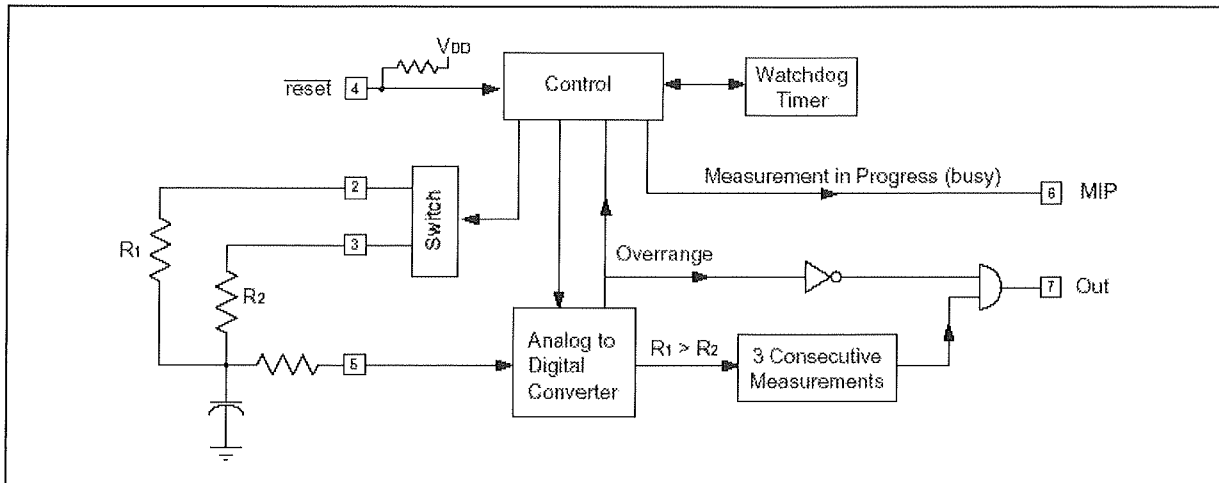 VDD
reset 4
Control
Watchdog
Timer
2
Measurement in Progress (busy)
6 MIP
R1
3
Switch
R2
Overrange
7 Out
5
Analog to
Digital
Converter
R1 > R2
3 Consecutive
Measurements